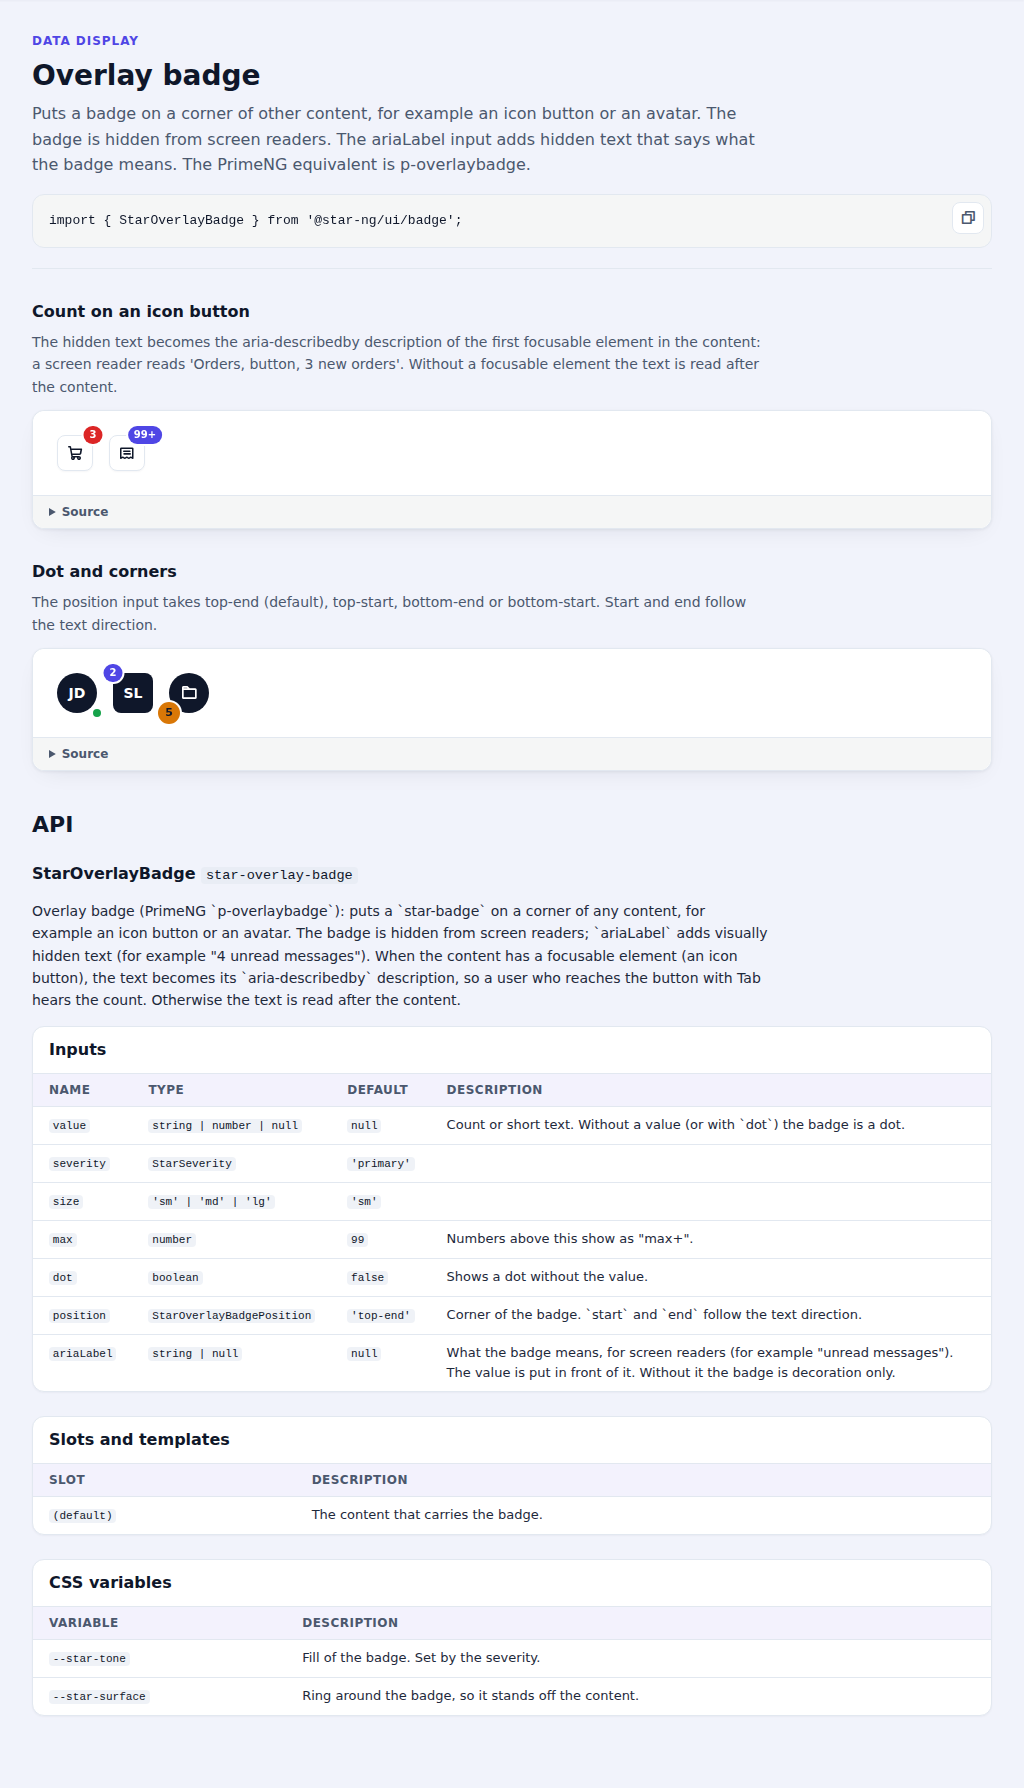 DATA DISPLAY
Overlay badge
Puts a badge on a corner of other content, for example an icon button or an avatar. The
badge is hidden from screen readers. The ariaLabel input adds hidden text that says what
the badge means. The PrimeNG equivalent is p-overlaybadge.
import { StarOverlayBadge } from '@star-ng/ui/badge';
Count on an icon button
The hidden text becomes the aria-describedby description of the first focusable element in the content:
a screen reader reads 'Orders, button, 3 new orders'. Without a focusable element the text is read after
the content.
3 99+
Source
Dot and corners
The position input takes top-end (default), top-start, bottom-end or bottom-start. Start and end follow
the text direction.
JD 2 SL 5
Source
API
StarOverlayBadge star-overlay-badge
Overlay badge (PrimeNG `p-overlaybadge`): puts a `star-badge` on a corner of any content, for
example an icon button or an avatar. The badge is hidden from screen readers; `ariaLabel` adds visually
hidden text (for example "4 unread messages"). When the content has a focusable element (an icon
button), the text becomes its `aria-describedby` description, so a user who reaches the button with Tab
hears the count. Otherwise the text is read after the content.
Inputs
NAME TYPE DEFAULT DESCRIPTION
value string | number | null null Count or short text. Without a value (or with `dot`) the badge is a dot.
severity StarSeverity 'primary'
size 'sm' | 'md' | 'lg' 'sm'
max number 99 Numbers above this show as "max+".
dot boolean false Shows a dot without the value.
position StarOverlayBadgePosition 'top-end' Corner of the badge. `start` and `end` follow the text direction.
ariaLabel string | null null What the badge means, for screen readers (for example "unread messages").
The value is put in front of it. Without it the badge is decoration only.
Slots and templates
SLOT DESCRIPTION
(default) The content that carries the badge.
CSS variables
VARIABLE DESCRIPTION
--star-tone Fill of the badge. Set by the severity.
--star-surface Ring around the badge, so it stands off the content.